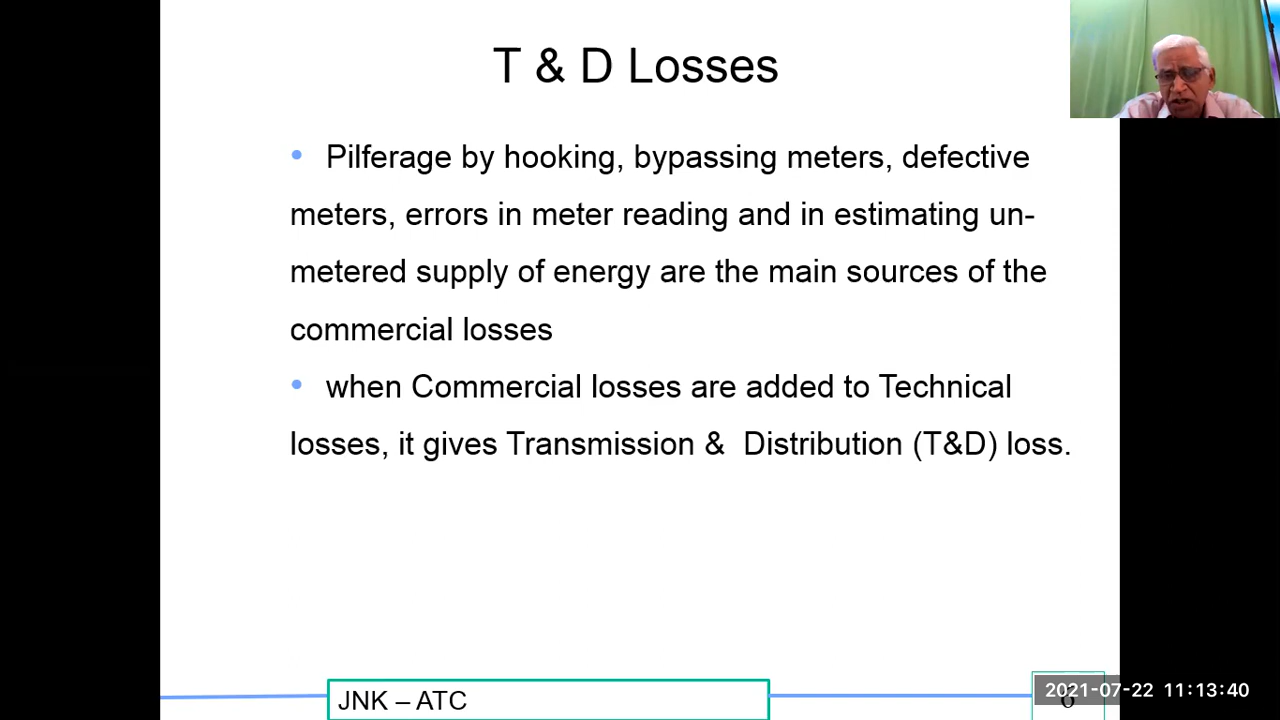 T & D Losses
• Pilferage by hooking, bypassing meters, defective
meters, errors in meter reading and in estimating un-
metered supply of energy are the main sources of the
commercial losses
• when Commercial losses are added to Technical
losses, it gives Transmission & Distribution (T&D) loss.
JNK – ATC
2021-07-22 11:13:40
6